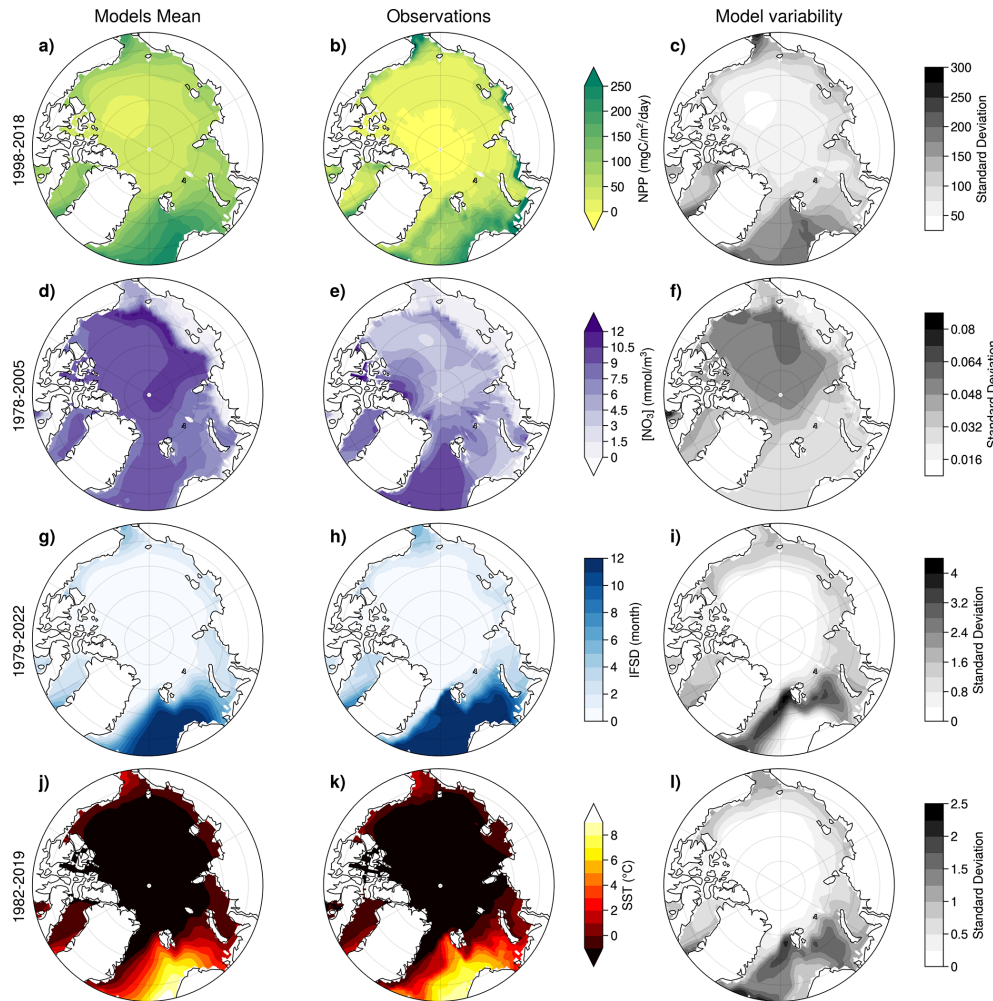 Models Mean
Observations
Model variability
a)
b)
c)
1998-2018
250
200
150
100
50
0
NPP (mgC/m²/day)
300
250
200
150
100
50
Standard Deviation
d)
e)
f)
1978-2005
12
10.5
9
7.5
6
4.5
3
1.5
0
[NO₃] (mmol/m³)
0.08
0.064
0.048
0.032
0.016
Standard Deviation
g)
h)
i)
1979-2022
12
10
8
6
4
2
0
IFSD (month)
4
3.2
2.4
1.6
0.8
0
Standard Deviation
j)
k)
l)
1982-2019
8
6
4
2
0
SST (°C)
2.5
2
1.5
1
0.5
0
Standard Deviation